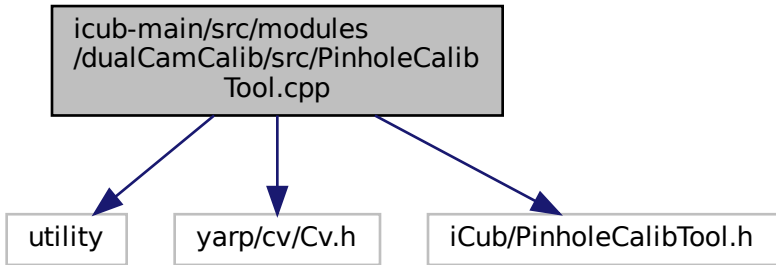 icub-main/src/modules
/dualCamCalib/src/PinholeCalib
Tool.cpp
utility
yarp/cv/Cv.h
iCub/PinholeCalibTool.h